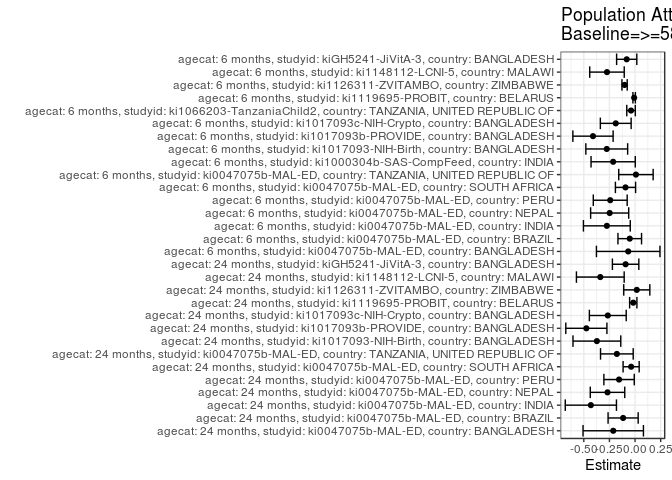 Population Att
Baseline=>=58
agecat: 6 months, studyid: kiGH5241-JiVitA-3, country: BANGLADESH
agecat: 6 months, studyid: ki1148112-LCNI-5, country: MALAWI
agecat: 6 months, studyid: ki1126311-ZVITAMBO, country: ZIMBABWE
agecat: 6 months, studyid: ki1119695-PROBIT, country: BELARUS
agecat: 6 months, studyid: ki1066203-TanzaniaChild2, country: TANZANIA, UNITED REPUBLIC OF
agecat: 6 months, studyid: ki1017093c-NIH-Crypto, country: BANGLADESH
agecat: 6 months, studyid: ki1017093b-PROVIDE, country: BANGLADESH
agecat: 6 months, studyid: ki1017093-NIH-Birth, country: BANGLADESH
agecat: 6 months, studyid: ki1000304b-SAS-CompFeed, country: INDIA
agecat: 6 months, studyid: ki0047075b-MAL-ED, country: TANZANIA, UNITED REPUBLIC OF
agecat: 6 months, studyid: ki0047075b-MAL-ED, country: SOUTH AFRICA
agecat: 6 months, studyid: ki0047075b-MAL-ED, country: PERU
agecat: 6 months, studyid: ki0047075b-MAL-ED, country: NEPAL
agecat: 6 months, studyid: ki0047075b-MAL-ED, country: INDIA
agecat: 6 months, studyid: ki0047075b-MAL-ED, country: BRAZIL
agecat: 6 months, studyid: ki0047075b-MAL-ED, country: BANGLADESH
agecat: 24 months, studyid: kiGH5241-JiVitA-3, country: BANGLADESH
agecat: 24 months, studyid: ki1148112-LCNI-5, country: MALAWI
agecat: 24 months, studyid: ki1126311-ZVITAMBO, country: ZIMBABWE
agecat: 24 months, studyid: ki1119695-PROBIT, country: BELARUS
agecat: 24 months, studyid: ki1017093c-NIH-Crypto, country: BANGLADESH
agecat: 24 months, studyid: ki1017093b-PROVIDE, country: BANGLADESH
agecat: 24 months, studyid: ki1017093-NIH-Birth, country: BANGLADESH
agecat: 24 months, studyid: ki0047075b-MAL-ED, country: TANZANIA, UNITED REPUBLIC OF
agecat: 24 months, studyid: ki0047075b-MAL-ED, country: SOUTH AFRICA
agecat: 24 months, studyid: ki0047075b-MAL-ED, country: PERU
agecat: 24 months, studyid: ki0047075b-MAL-ED, country: NEPAL
agecat: 24 months, studyid: ki0047075b-MAL-ED, country: INDIA
agecat: 24 months, studyid: ki0047075b-MAL-ED, country: BRAZIL
agecat: 24 months, studyid: ki0047075b-MAL-ED, country: BANGLADESH
-0.50 -0.25 0.00 0.25
Estimate